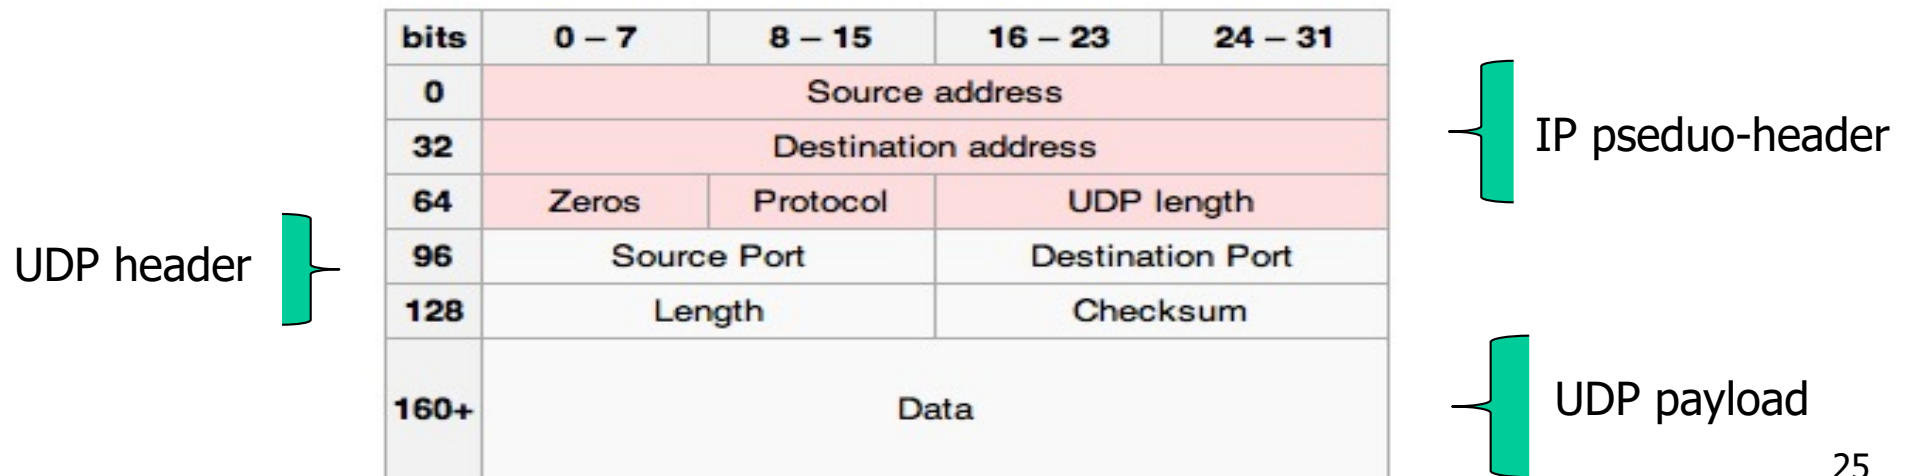 bits 0 – 7 8 – 15 16 – 23 24 – 31
0 Source address
32 Destination address
IP pseduo-header
64 Zeros Protocol UDP length
UDP header
96 Source Port Destination Port
128 Length Checksum
160+ Data
UDP payload
25